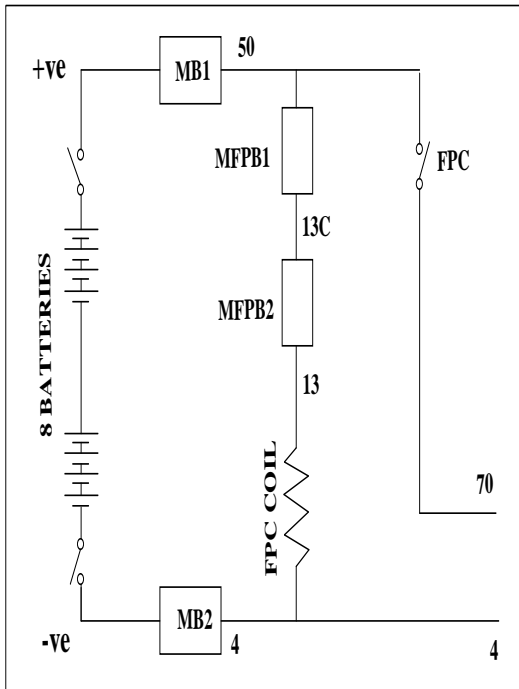 50
+ve
MB1
MFPB1
FPC
13C
8 BATTERIES
MFPB2
13
FPC COIL
70
MB2
-ve
4
4